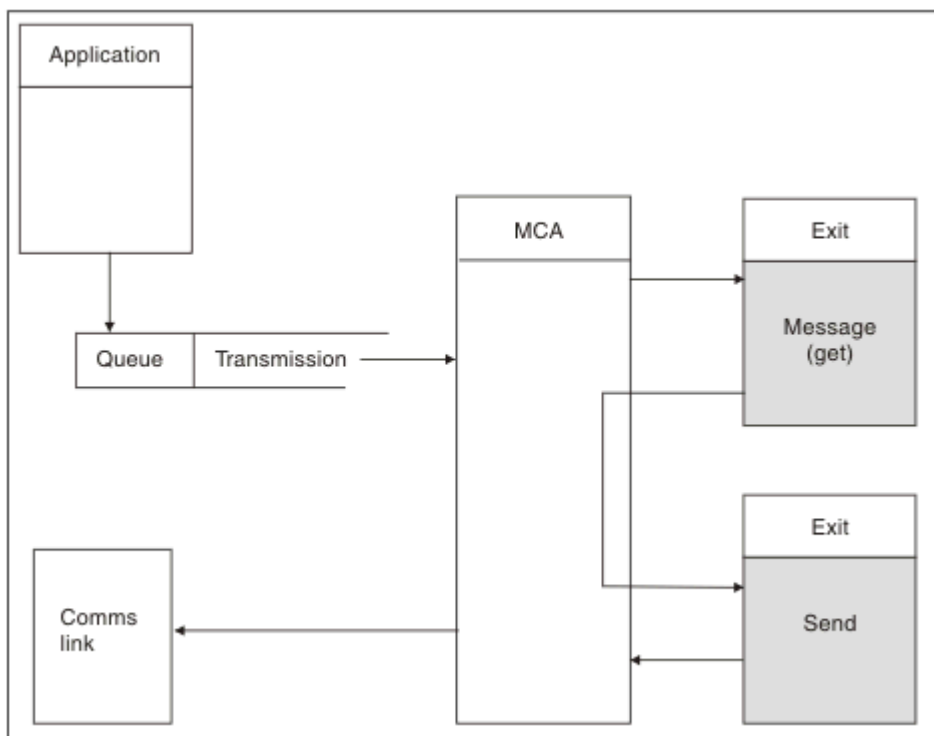 Application
MCA
Exit
Message
(get)
Queue
Transmission
Exit
Send
Comms
link